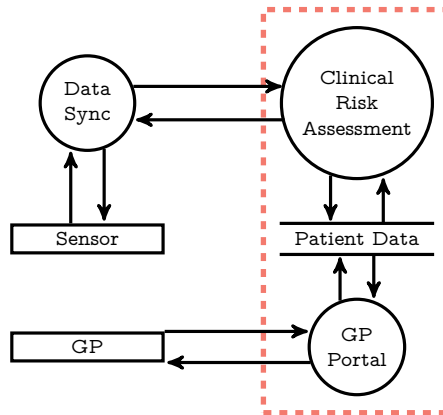 Data
Sync
Clinical
Risk
Assessment
Sensor
Patient Data
GP
GP
Portal